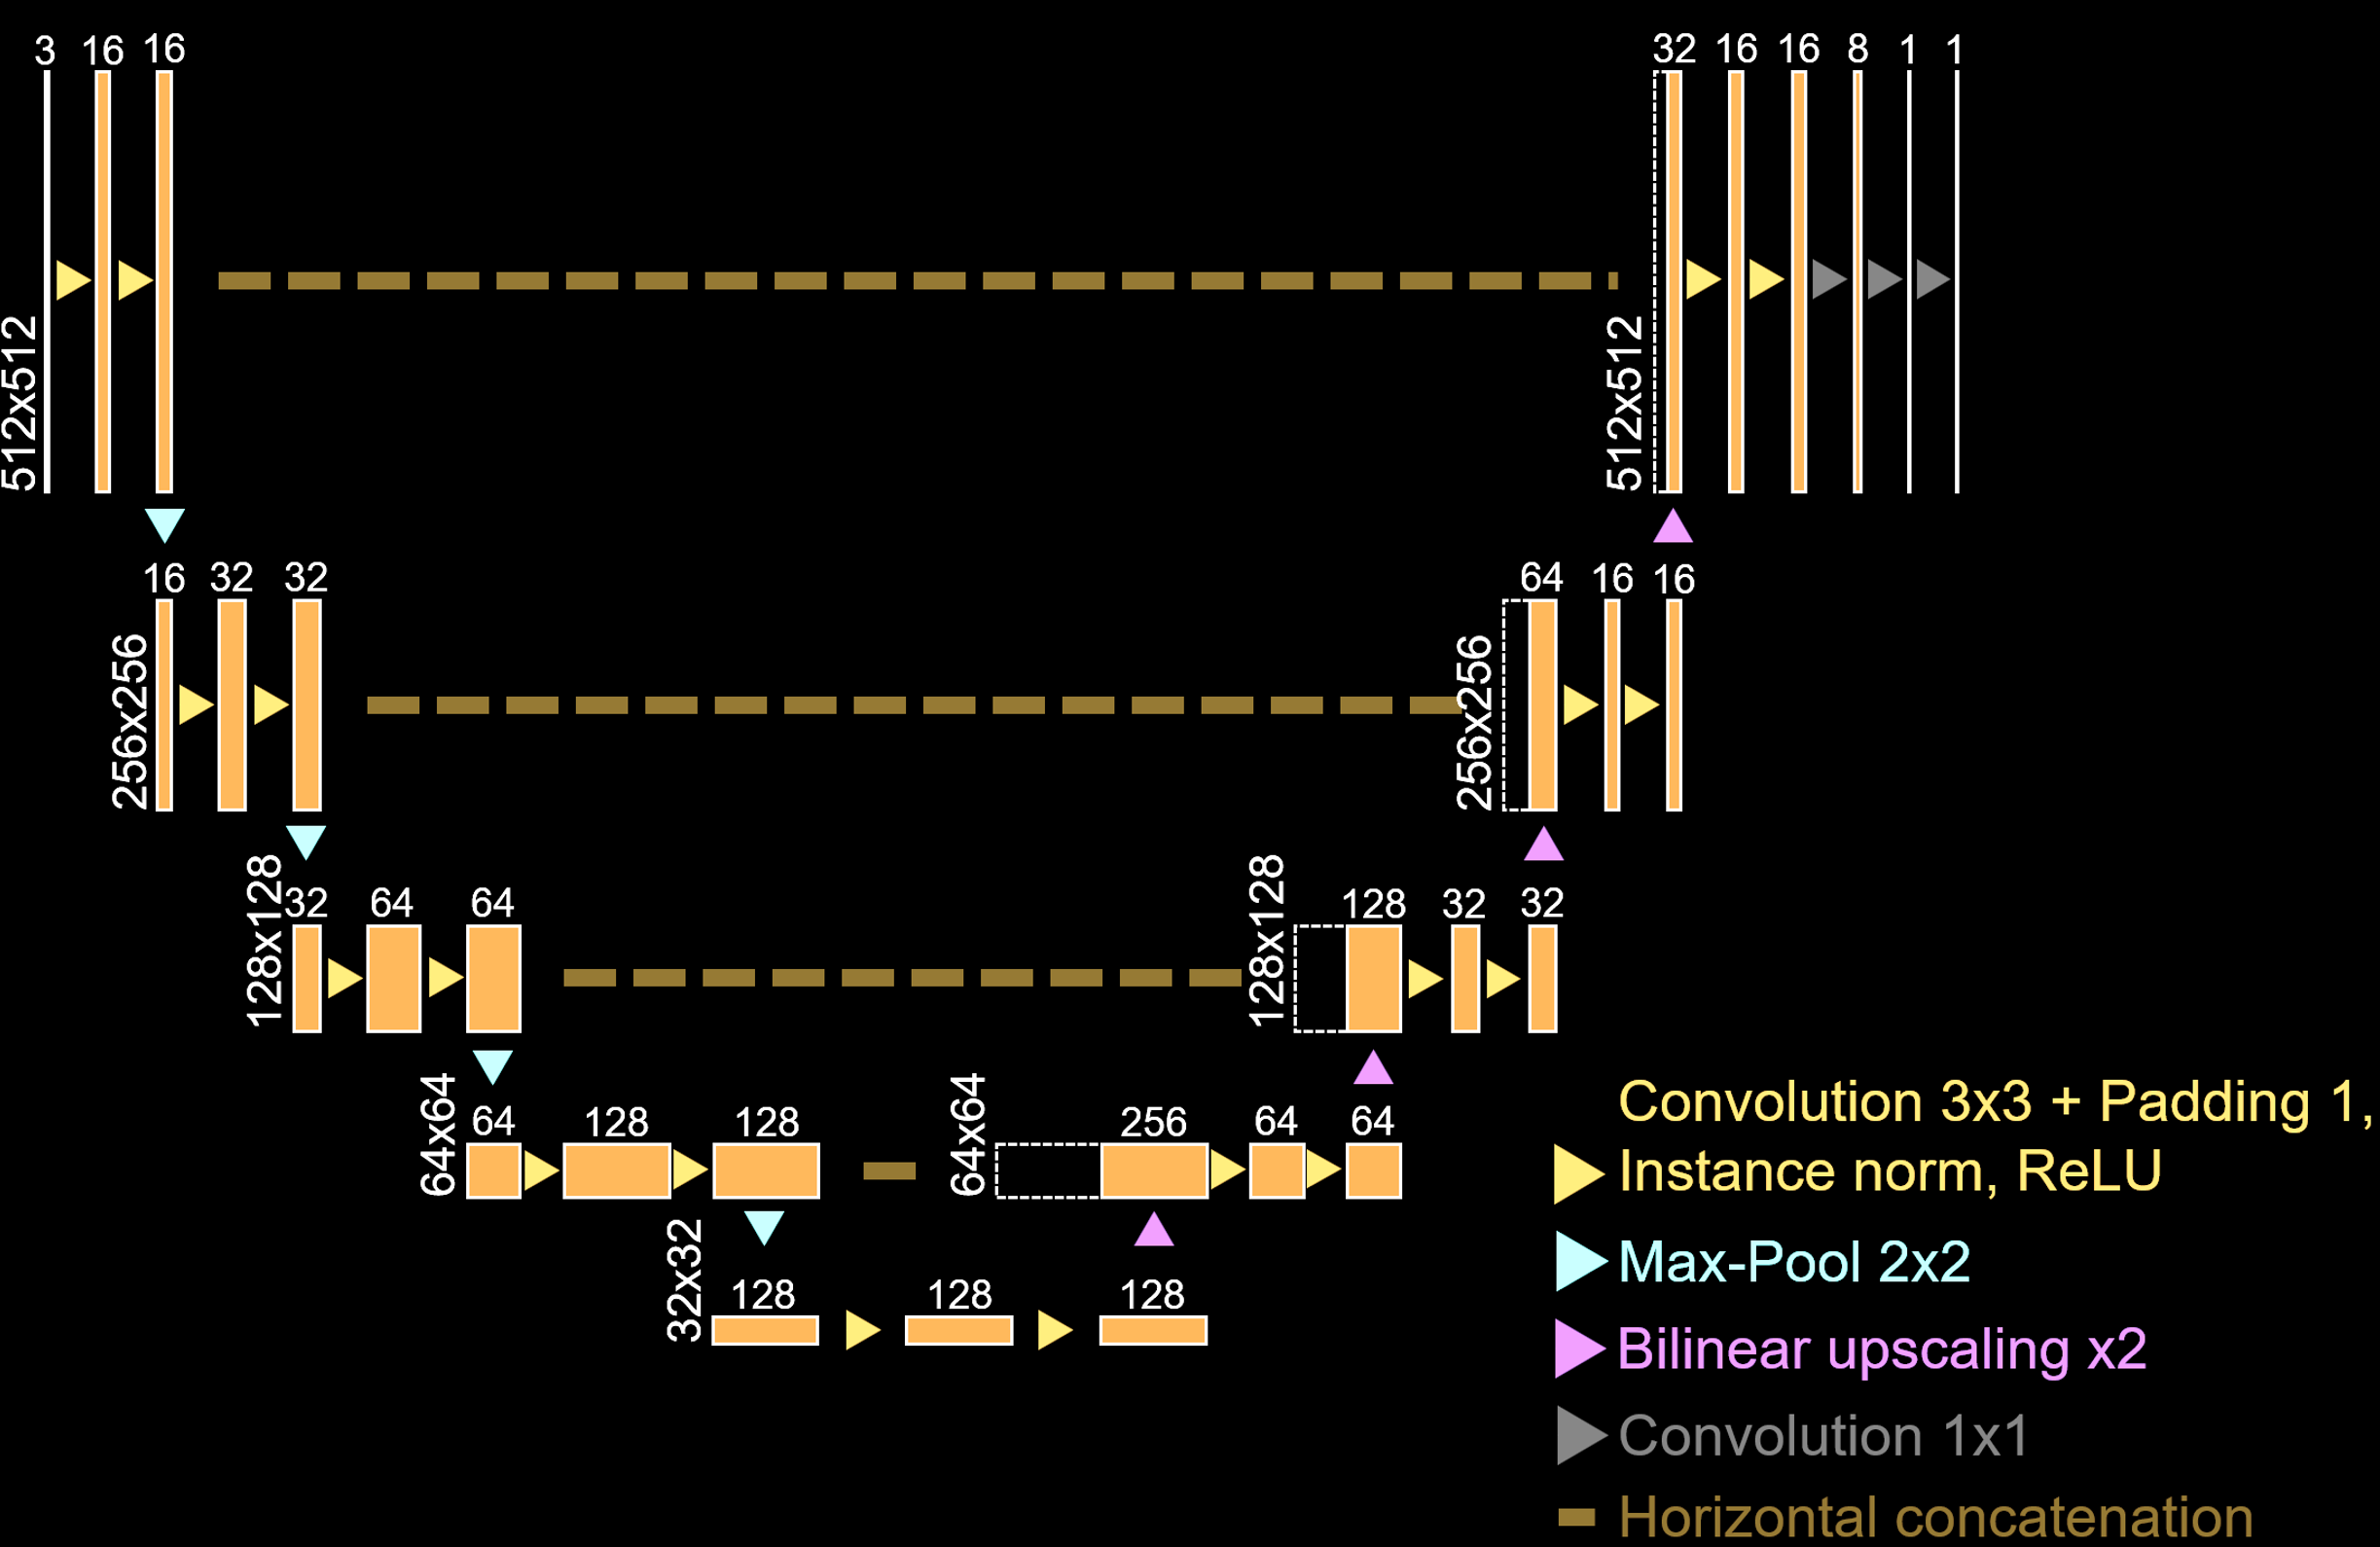 3 16 16
512x512
32 16 16 8 1 1
512x512
16 32 32
256x256
64 16 16
256x256
32 64 64
128x128
128 32 32
128x128
64 128 128
64x64
256 64 64
64x64
128 128 128
32x32
Convolution 3x3 + Padding 1,
Instance norm, ReLU
Max-Pool 2x2
Bilinear upscaling x2
Convolution 1x1
Horizontal concatenation